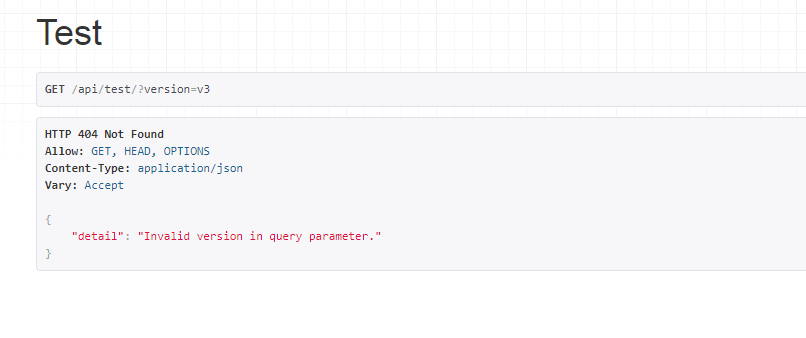 Test
GET /api/test/?version=v3
HTTP 404 Not Found
Allow: GET, HEAD, OPTIONS
Content-Type: application/json
Vary: Accept
{
"detail": "Invalid version in query parameter."
}